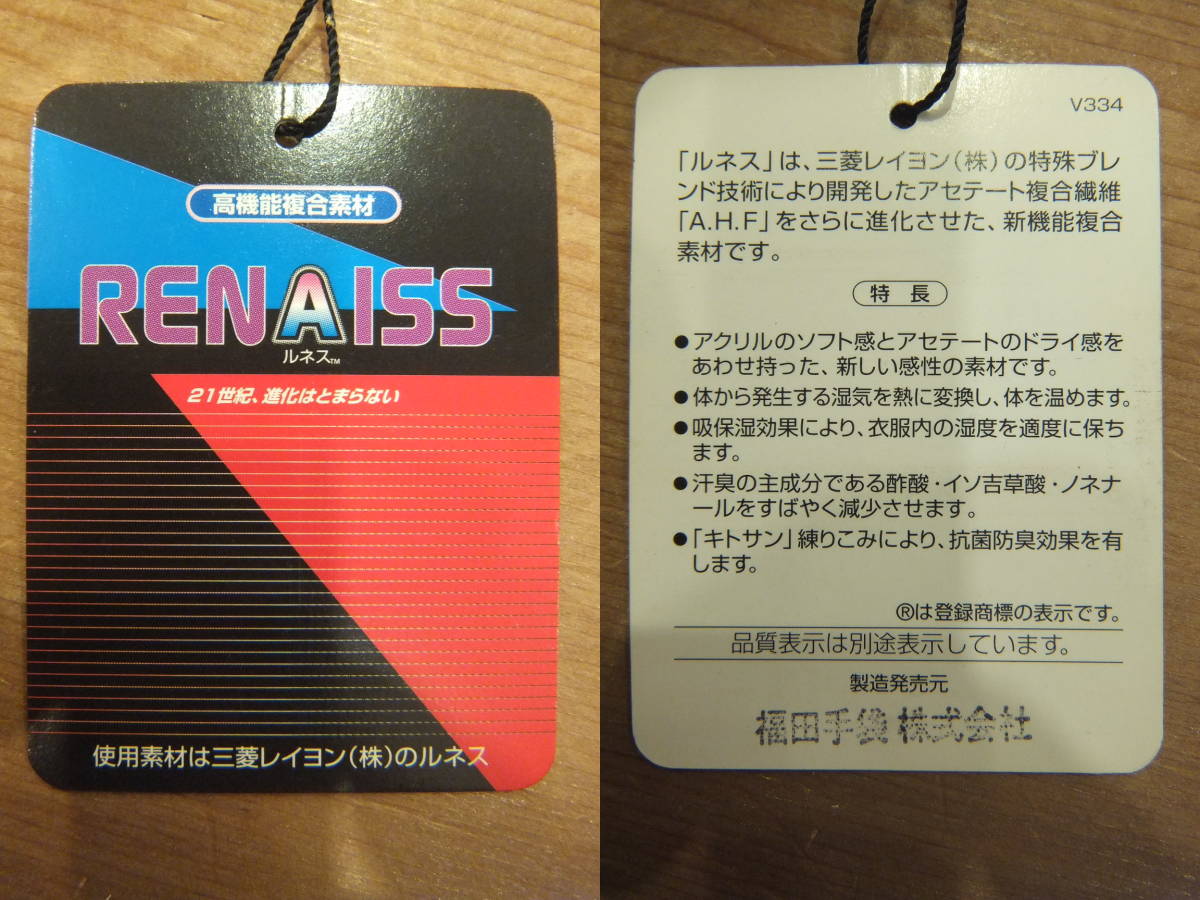 高機能複合素材
RENAISS
ルネス™
21世紀、進化はとまらない
使用素材は三菱レイヨン(株)のルネス
V334
「ルネス」は、三菱レイヨン(株)の特殊ブレ
ンド技術により開発したアセテート複合繊維
「A.H.F」をさらに進化させた、新機能複合
素材です。
特長
●アクリルのソフト感とアセテートのドライ感を
あわせ持った、新しい感性の素材です。
●体から発生する湿気を熱に変換し、体を温めます。
●吸保湿効果により、衣服内の湿度を適度に保ち
ます。
●汗臭の主成分である酢酸・イソ吉草酸・ノネナ
ールをすばやく減少させます。
●「キトサン」練りこみにより、抗菌防臭効果を有
します。
®は登録商標の表示です。
品質表示は別途表示しています。
製造発売元
福田手袋株式会社